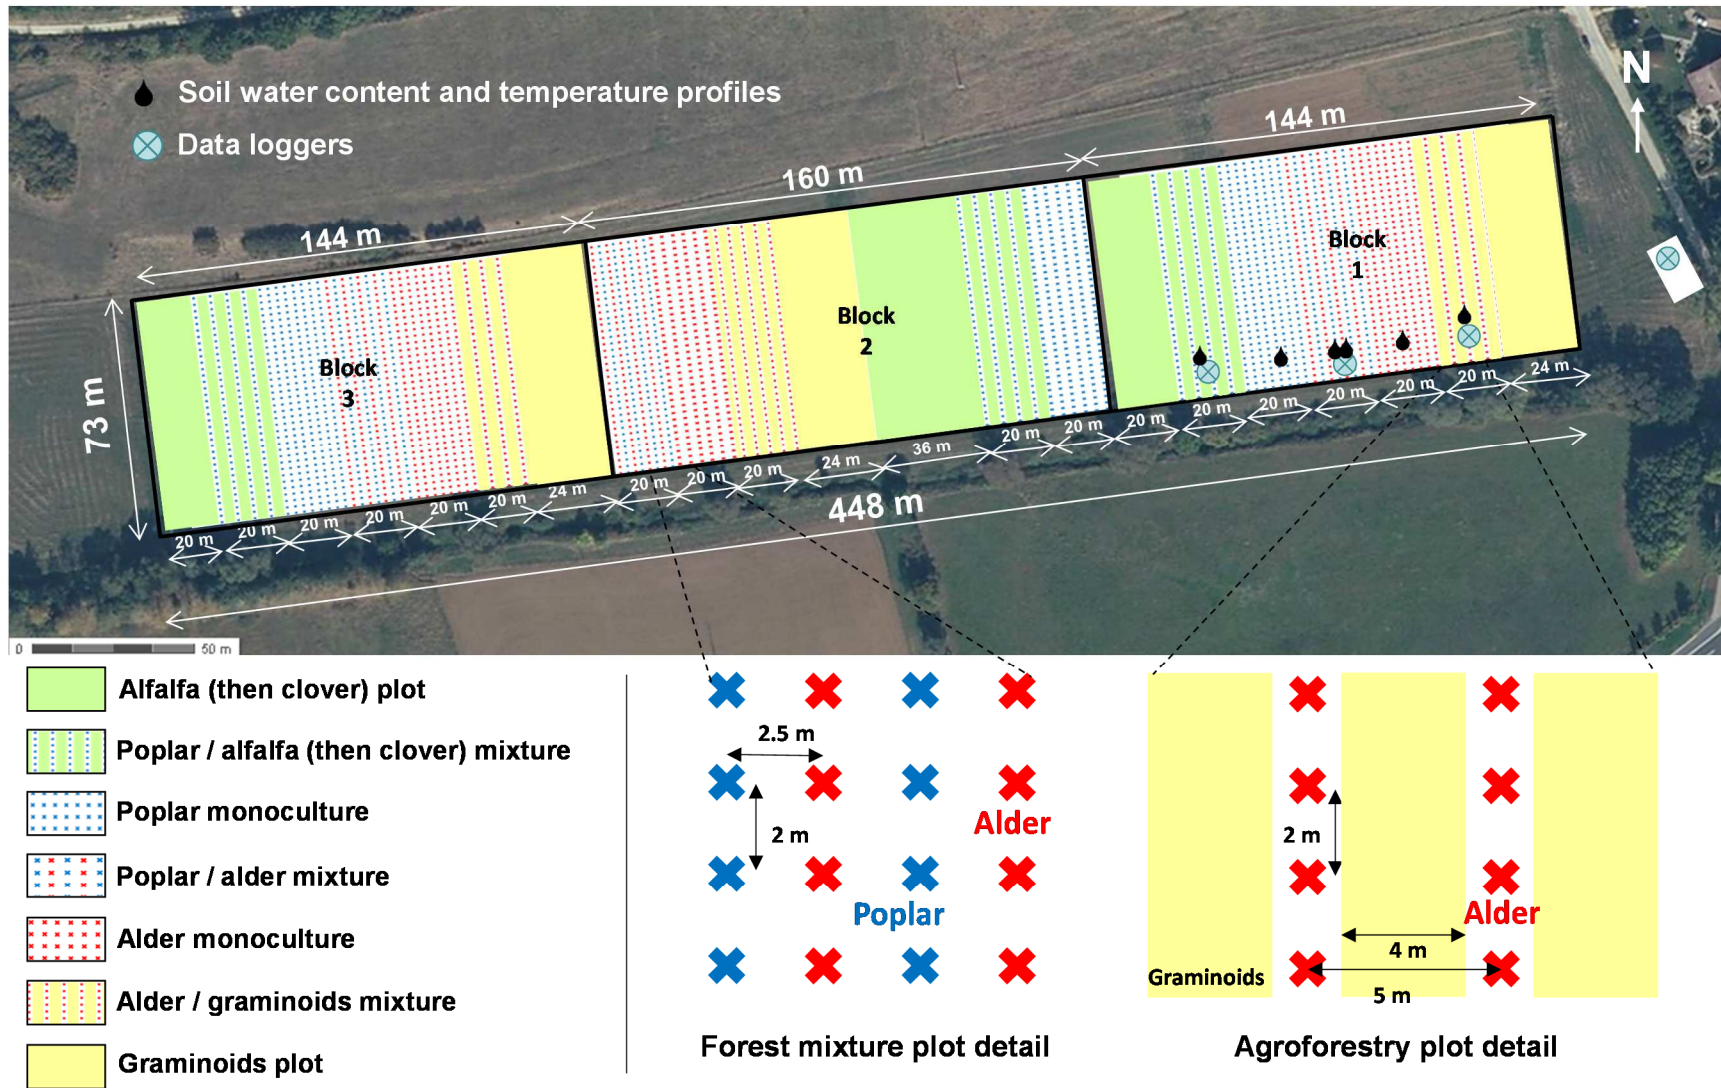 Soil water content and temperature profiles
Data loggers
N
144 m
160 m
144 m
Block
1
Block
2
Block
3
73 m
20 m
20 m
20 m
20 m
20 m
20 m
24 m
20 m
20 m
20 m
24 m
36 m
20 m
20 m
20 m
20 m
20 m
20 m
20 m
20 m
24 m
448 m
0
50 m
Alfalfa (then clover) plot
Poplar / alfalfa (then clover) mixture
Poplar monoculture
Poplar / alder mixture
Alder monoculture
Alder / graminoids mixture
Graminoids plot
2.5 m
2 m
Alder
Poplar
Forest mixture plot detail
2 m
Alder
4 m
Graminoids
5 m
Agroforestry plot detail